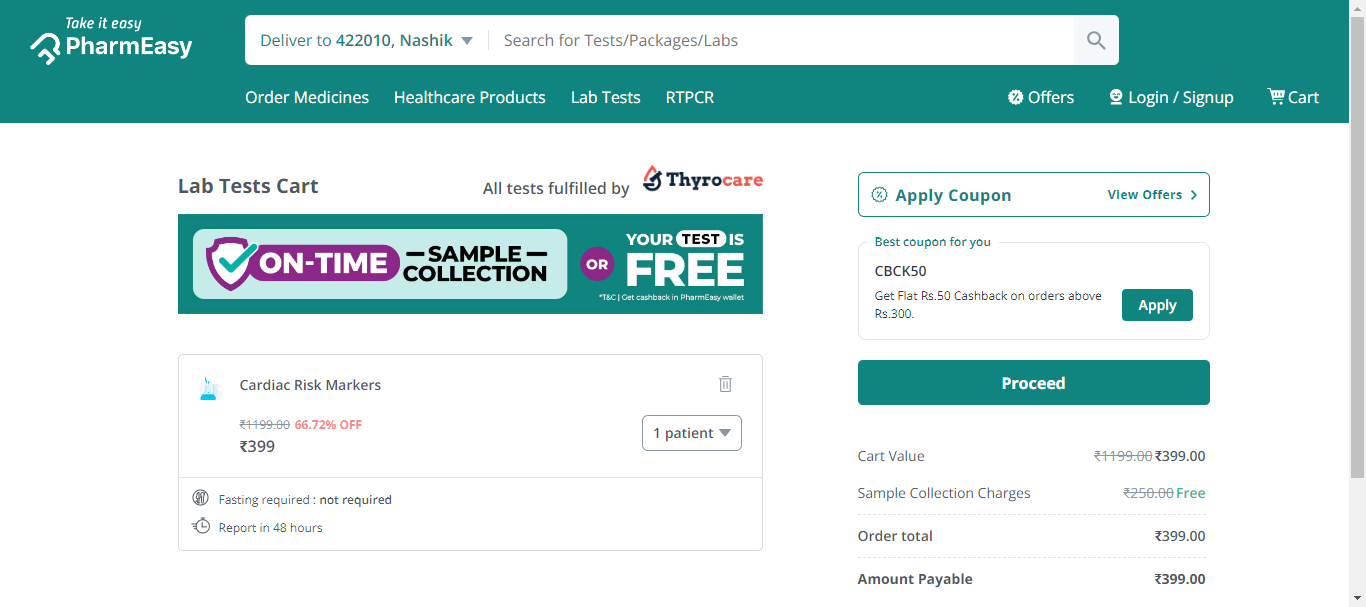 Take it easy
PharmEasy
Deliver to 422010, Nashik
Search for Tests/Packages/Labs
Order Medicines
Healthcare Products
Lab Tests
RTPCR
Offers
Login / Signup
Cart
Lab Tests Cart
All tests fulfilled by Thyrocare
ON-TIME
SAMPLE
COLLECTION
OR
YOUR TEST IS
FREE
*T&C | Get cashback in PharmEasy wallet
Cardiac Risk Markers
₹1199.00 66.72% OFF
₹399
1 patient
Fasting required : not required
Report in 48 hours
Apply Coupon
View Offers
Best coupon for you
CBCK50
Get Flat Rs.50 Cashback on orders above
Rs.300.
Apply
Proceed
Cart Value ₹1199.00 ₹399.00
Sample Collection Charges ₹250.00 Free
Order total ₹399.00
Amount Payable ₹399.00